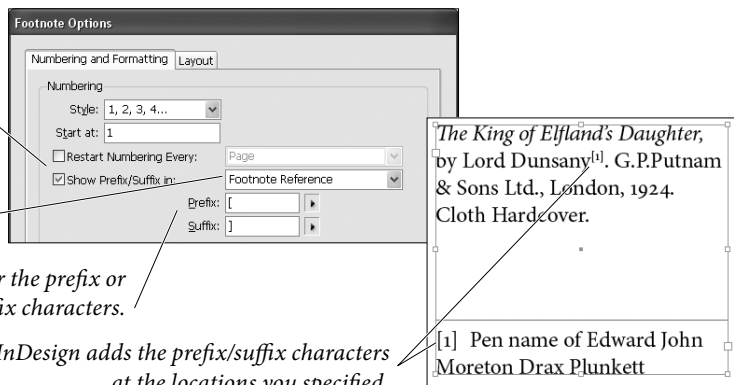 Footnote Options
Numbering and Formatting Layout
Numbering
Style: 1, 2, 3, 4...
Start at: 1
Restart Numbering Every: Page
Show Prefix/Suffix in: Footnote Reference
Prefix: [
Suffix: ]
the prefix or
characters.
InDesign adds the prefix/suffix characters
at the locations you specified.
The King of Elfland's Daughter,
by Lord Dunsany[1]. G.P.Putnam
& Sons Ltd., London, 1924.
Cloth Hardcover.
[1] Pen name of Edward John
Moreton Drax Plunkett